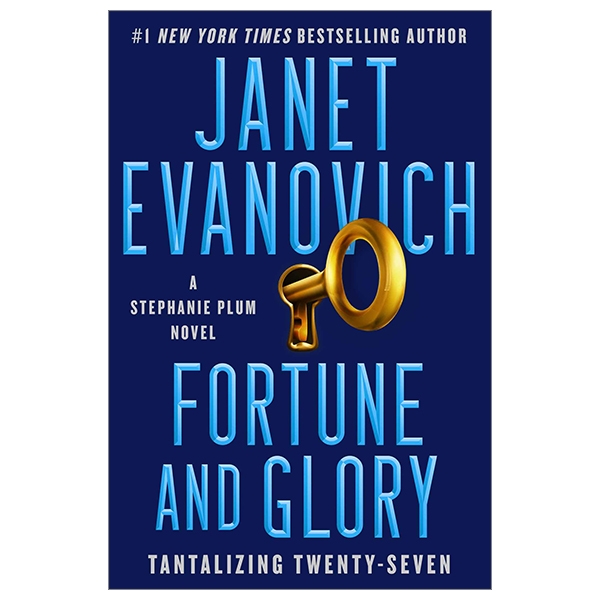 #1 NEW YORK TIMES BESTSELLING AUTHOR
JANET
EVANOVICH
A
STEPHANIE PLUM
NOVEL
FORTUNE
AND GLORY
TANTALIZING TWENTY-SEVEN